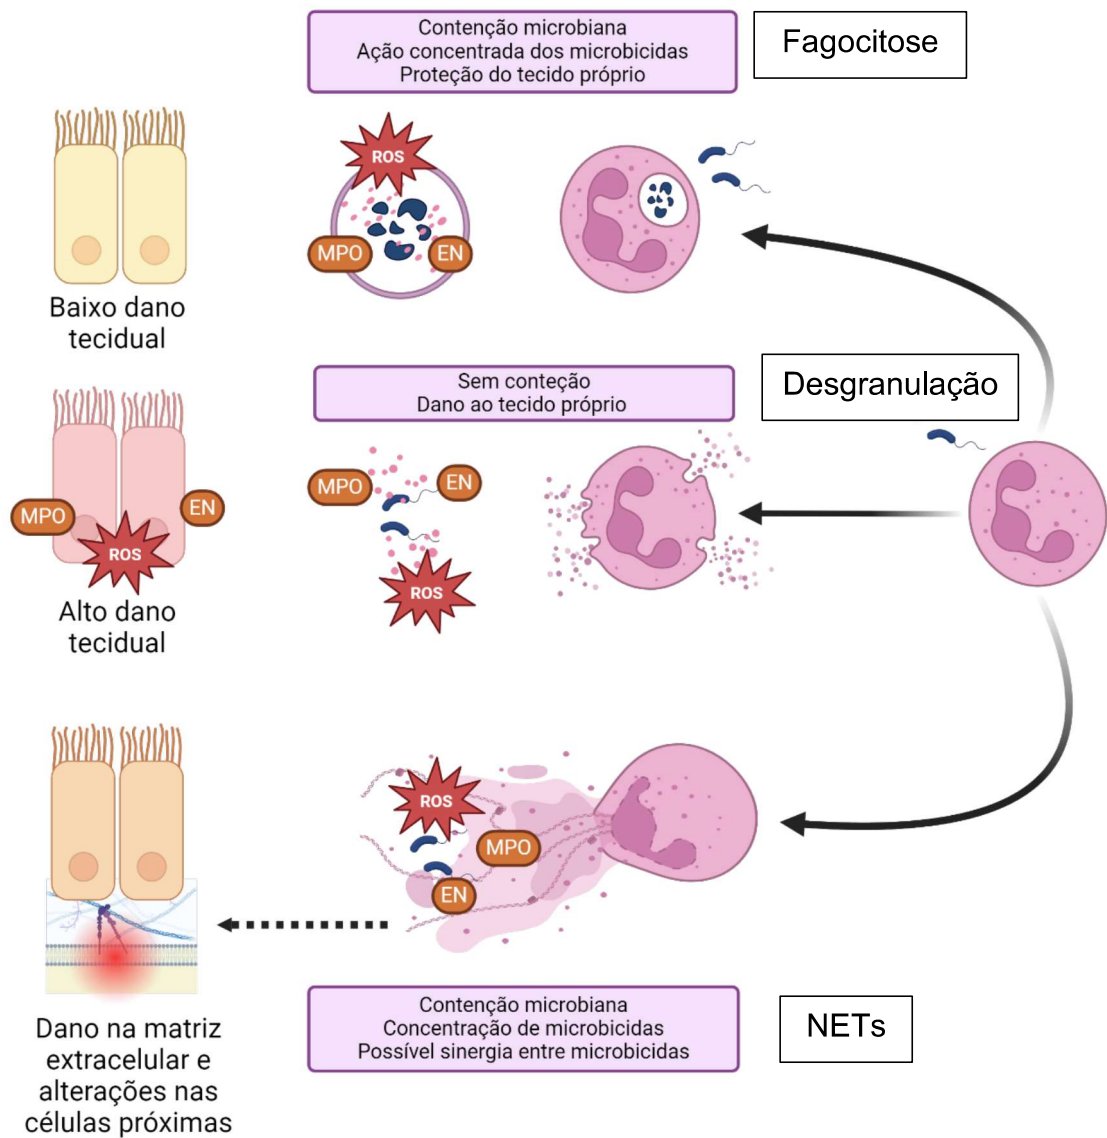 Contenção microbiana
Ação concentrada dos microbicidas
Proteção do tecido próprio
Fagocitose
ROS
MPO
EN
Baixo dano
tecidual
Sem conteção
Dano ao tecido próprio
Desgranulação
MPO
EN
ROS
MPO
EN
ROS
Alto dano
tecidual
ROS
MPO
EN
Contenção microbiana
Concentração de microbicidas
Possível sinergia entre microbicidas
NETs
Dano na matriz
extracelular e
alterações nas
células próximas